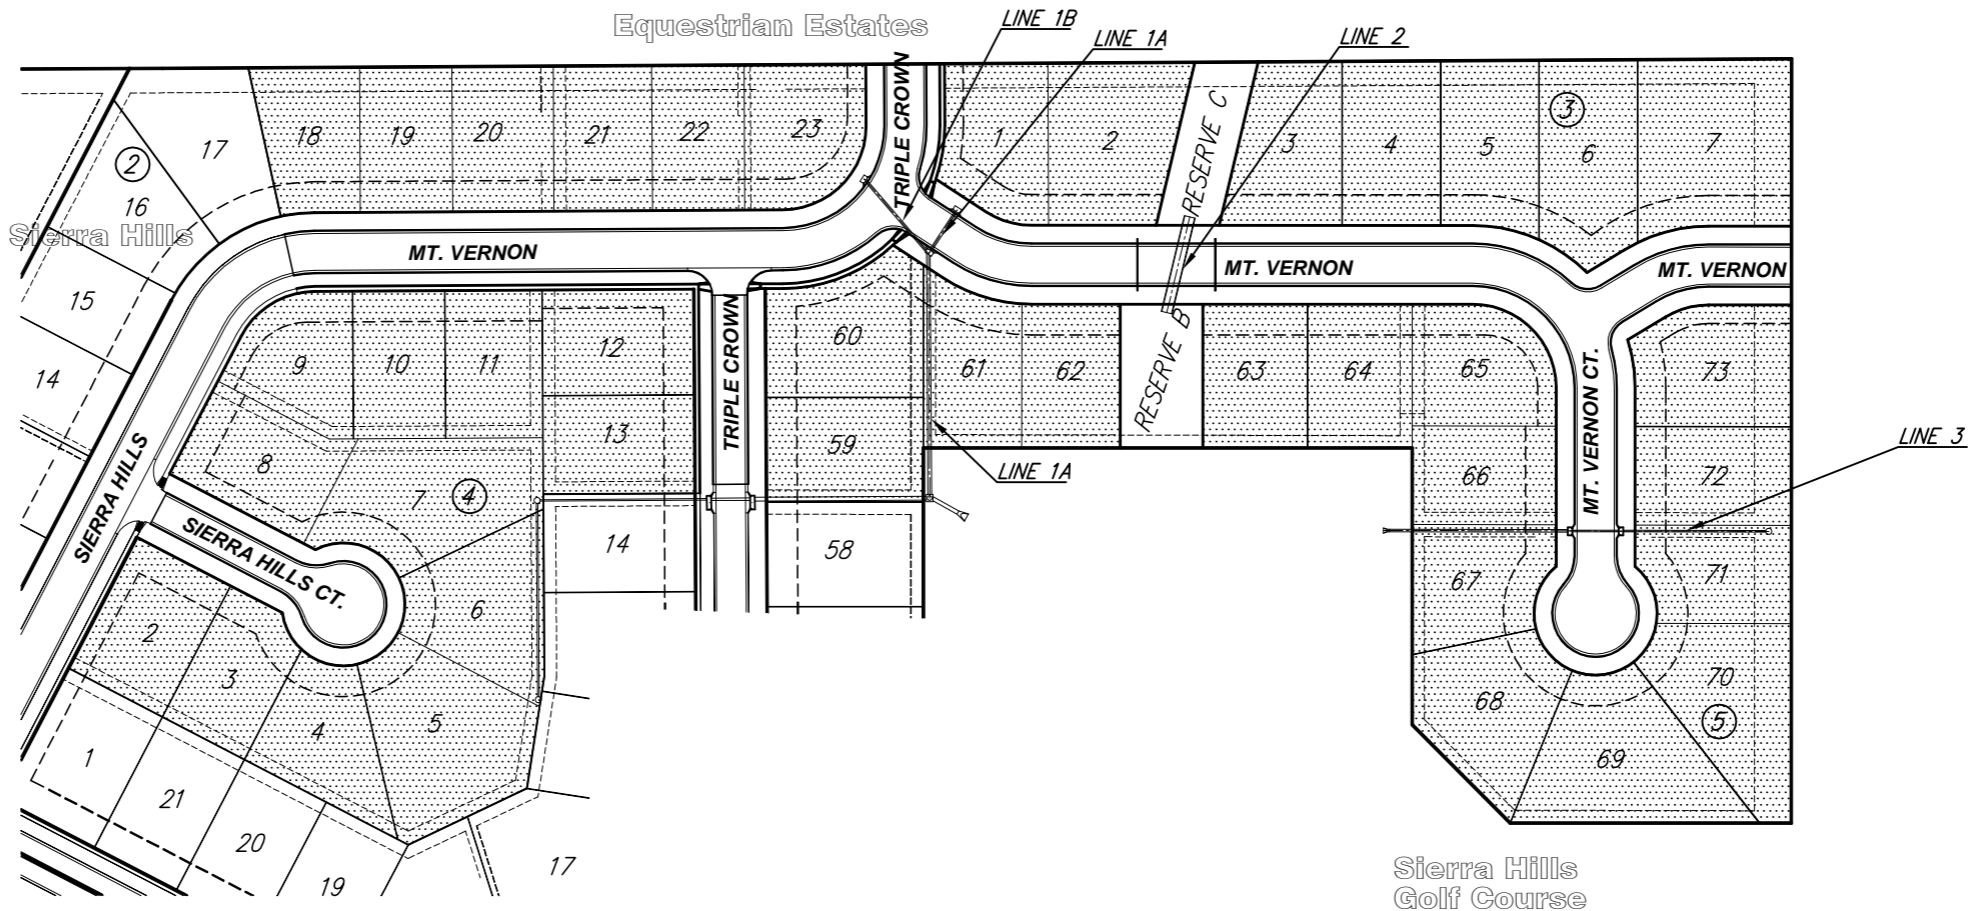 Equestrian Estates
LINE 1B
LINE 1A
LINE 2
TRIPLE CROWN
RESERVE C
17
18
19
20
21
22
23
1
2
3
4
5
6
7
3
2
16
Sierra Hills
15
14
MT. VERNON
MT. VERNON
MT. VERNON
9
10
11
12
13
14
TRIPLE CROWN
60
59
58
61
62
RESERVE B
63
64
65
66
67
68
69
70
71
72
73
5
MT. VERNON CT.
LINE 3
LINE 1A
8
7
4
SIERRA HILLS
SIERRA HILLS CT.
6
2
3
4
5
1
21
20
19
17
Sierra Hills
Golf Course